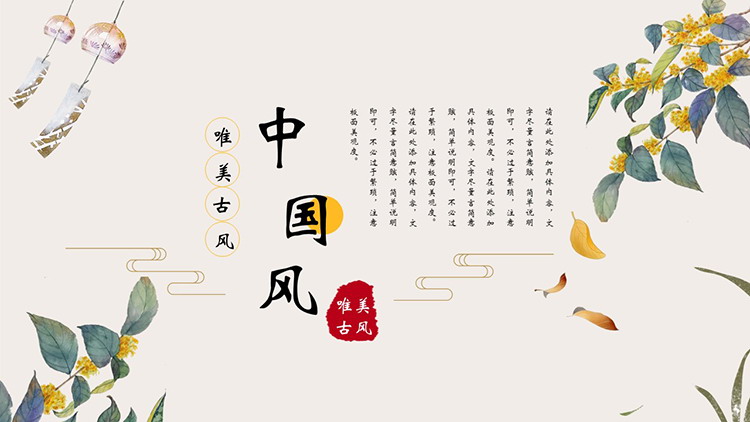 请在此处添加具体内容，文
字尽量言简意赅，简单说明
即可，不必过于繁琐，注意
板面美观度。请在此处添加
具体内容，文字尽量言简意
赅，简单说明即可，不必过
于繁琐，注意板面美观度。
请在此处添加具体内容，文
字尽量言简意赅，简单说明
即可，不必过于繁琐，注意
板面美观度。
中国风
唯美
古风
唯美古风